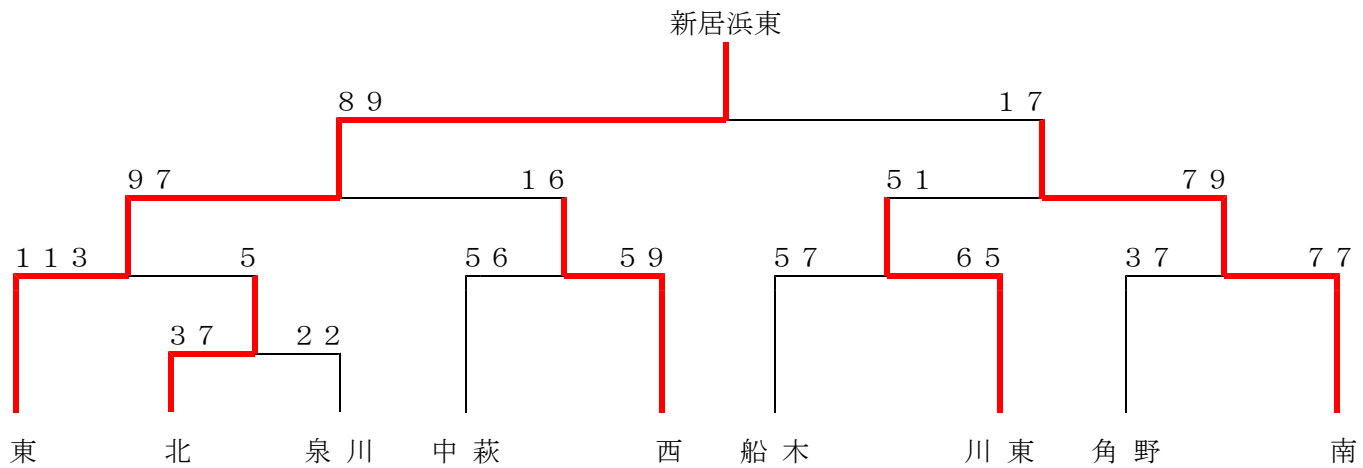 新居浜東
８９ １７
９７ １６ ５１ ７９
１１３ ５ ５６ ５９ ５７ ６５ ３７ ７７
３７ ２２
東 北 泉川 中萩 西 船木 川東 角野 南